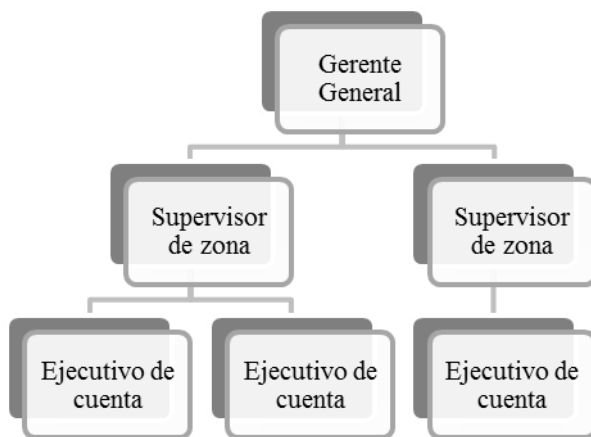 Gerente
General
Supervisor
de zona
Supervisor
de zona
Ejecutivo de
cuenta
Ejecutivo de
cuenta
Ejecutivo de
cuenta